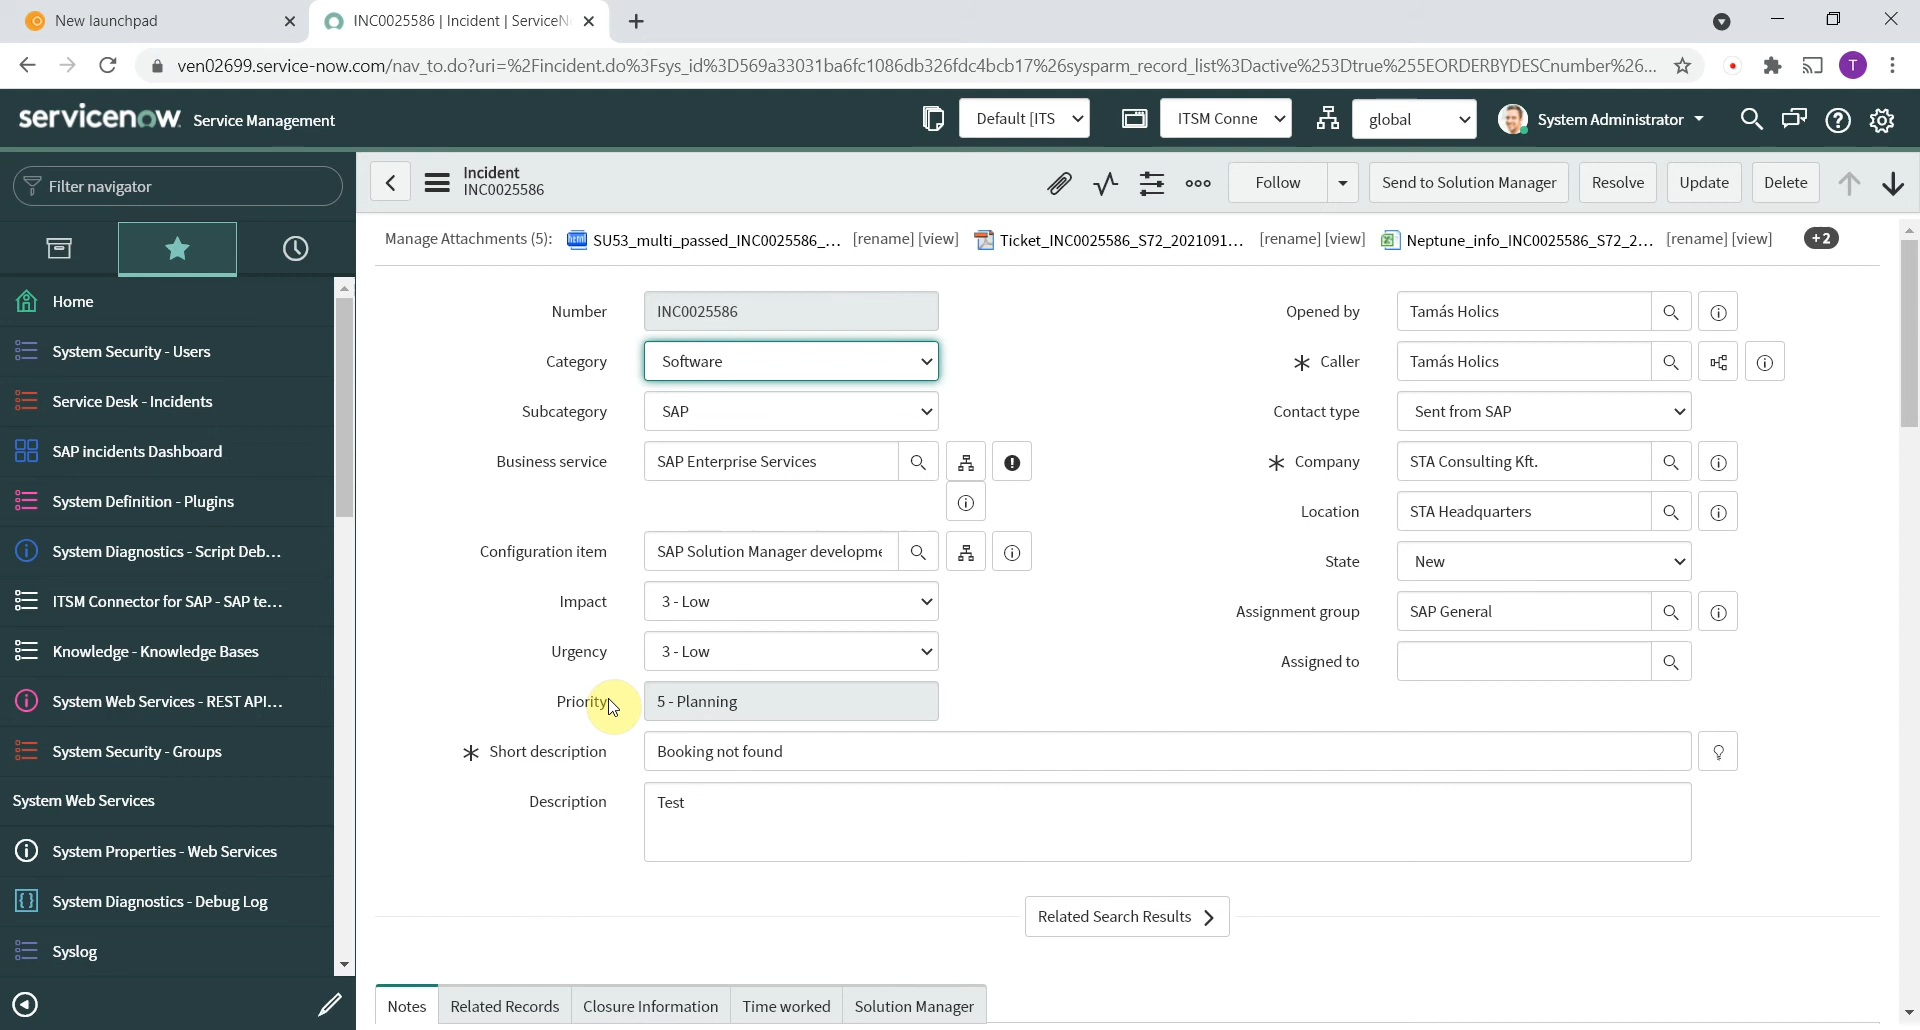 New launchpad
INC0025586 | Incident | ServiceN
ven02699.service-now.com/nav_to.do?uri=%2Fincident.do%3Fsys_id%3D569a33031ba6fc1086db326fdc4bcb17%26sysparm_record_list%3Dactive%253Dtrue%255EORDERBYDESCnumber%26...
T
servicenow Service Management
Default [ITS
ITSM Conne
global
System Administrator
Filter navigator
Incident
INC0025586
Follow
Send to Solution Manager
Resolve
Update
Delete
Manage Attachments (5): SU53_multi_passed_INC0025586_... [rename] [view] Ticket_INC0025586_S72_2021091... [rename] [view] Neptune_info_INC0025586_S72_2... [rename] [view] +2
Home
System Security - Users
Service Desk - Incidents
SAP incidents Dashboard
System Definition - Plugins
System Diagnostics - Script Deb...
ITSM Connector for SAP - SAP te...
Knowledge - Knowledge Bases
System Web Services - REST API...
System Security - Groups
System Web Services
System Properties - Web Services
System Diagnostics - Debug Log
Syslog
Number INC0025586
Category Software
Subcategory SAP
Business service SAP Enterprise Services
Configuration item SAP Solution Manager developme
Impact 3 - Low
Urgency 3 - Low
Priority 5 - Planning
Opened by Tamás Holics
Caller Tamás Holics
Contact type Sent from SAP
Company STA Consulting Kft.
Location STA Headquarters
State New
Assignment group SAP General
Assigned to
Short description Booking not found
Description Test
Related Search Results
Notes Related Records Closure Information Time worked Solution Manager